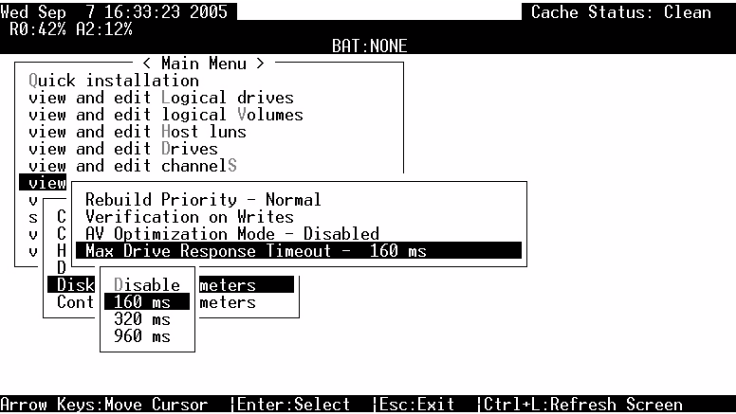 Wed Sep  7 16:33:23 2005 Cache Status: Clean
R0:42% A2:12%
BAT:NONE
< Main Menu >
Quick installation
view and edit Logical drives
view and edit logical Volumes
view and edit Host luns
view and edit Drives
view and edit channelS
view
v Rebuild Priority – Normal
s C Verification on Writes
v C AV Optimization Mode – Disabled
v H Max Drive Response Timeout –  160 ms
D
Disk Disable meters
Cont 160 ms meters
320 ms
960 ms
Arrow Keys:Move Cursor |Enter:Select |Esc:Exit |Ctrl+L:Refresh Screen